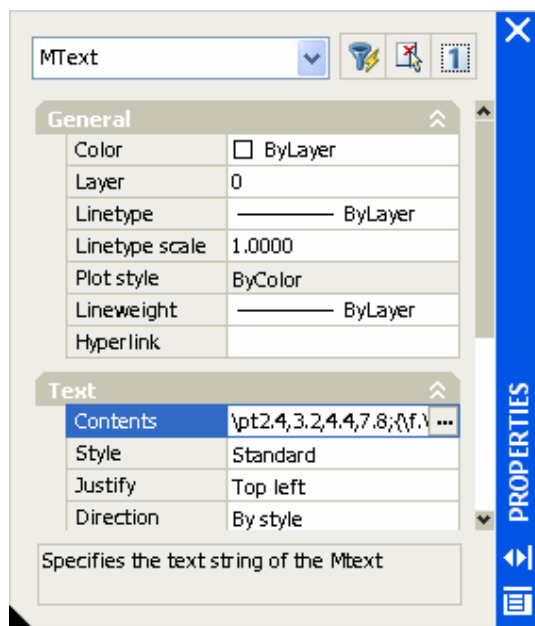 MText
1
General
Color ByLayer
Layer 0
Linetype ByLayer
Linetype scale 1.0000
Plot style ByColor
Lineweight ByLayer
Hyperlink
Text
Contents \pt2.4,3.2,4.4,7.8;{\f.\ ...
Style Standard
Justify Top left
Direction By style
Specifies the text string of the Mtext
PROPERTIES